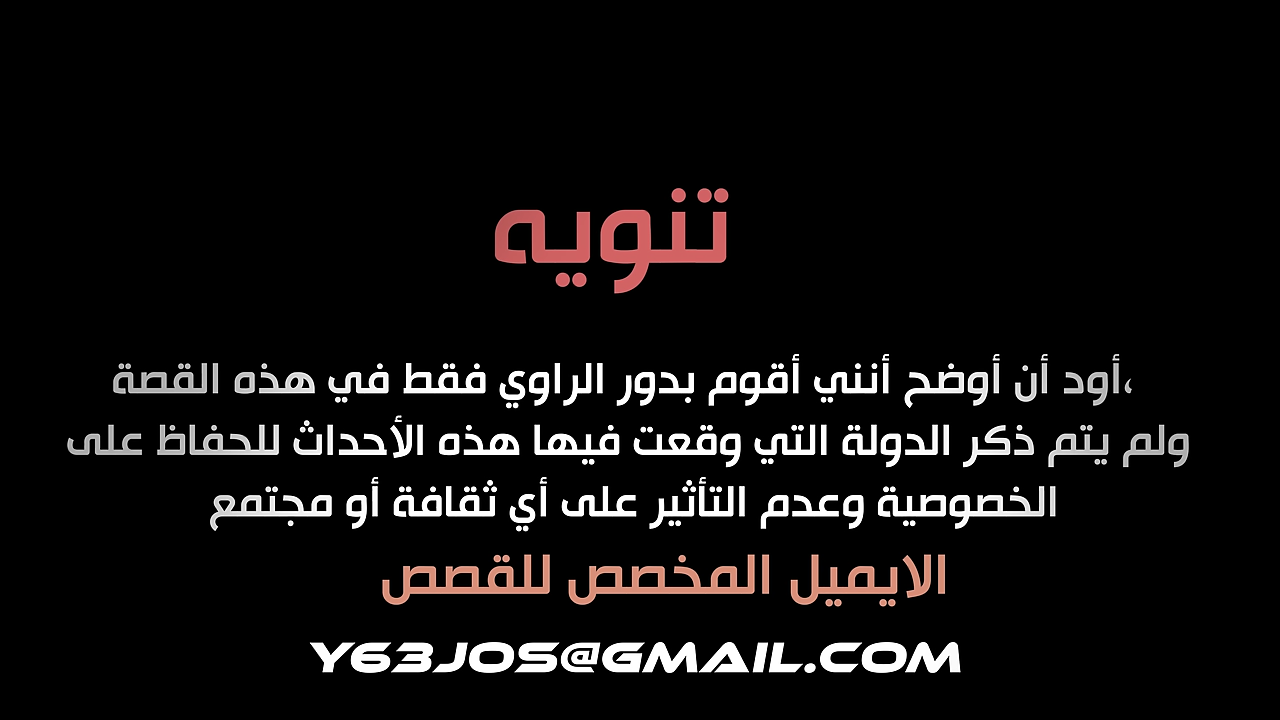 تنويه
أود أن أوضح أنني أقوم بدور الراوي فقط في هذه القصة،
ولم يتم ذكر الدولة التي وقعت فيها هذه الأحداث للحفاظ على
الخصوصية وعدم التأثير على أي ثقافة أو مجتمع
الايميل المخصص للقصص
Y63JOS@GMAIL.COM